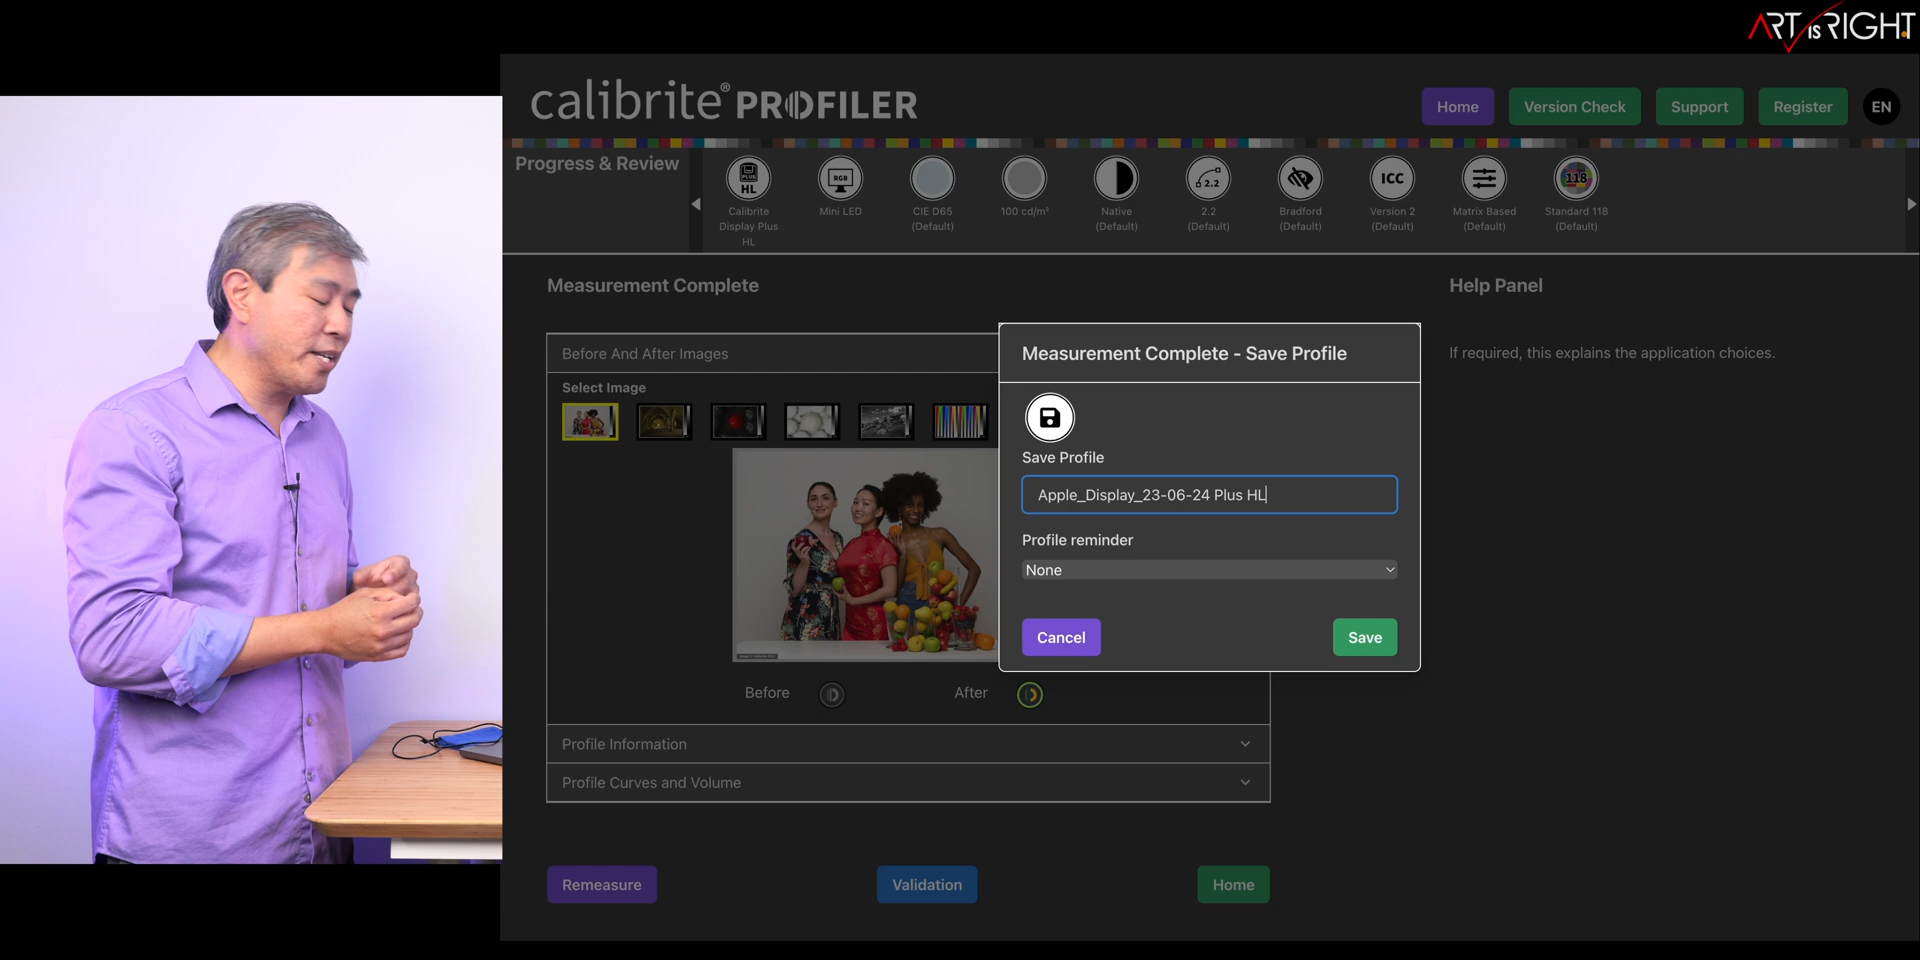 ART is RIGHT
calibrite® PROFILER
Home
Version Check
Support
Register
EN
Progress & Review
PLUS
HL
Calibrite
Display Plus
HL
RGB
Mini LED
CIE D65
(Default)
100 cd/m²
Native
(Default)
2.2
2.2
(Default)
Bradford
(Default)
ICC
Version 2
(Default)
Matrix Based
(Default)
118
Standard 118
(Default)
Measurement Complete
Help Panel
Before And After Images
Select Image
If required, this explains the application choices.
Measurement Complete - Save Profile
Save Profile
Apple_Display_23-06-24 Plus HL
Profile reminder
None
Cancel
Save
Before
After
Profile Information
Profile Curves and Volume
Remeasure
Validation
Home